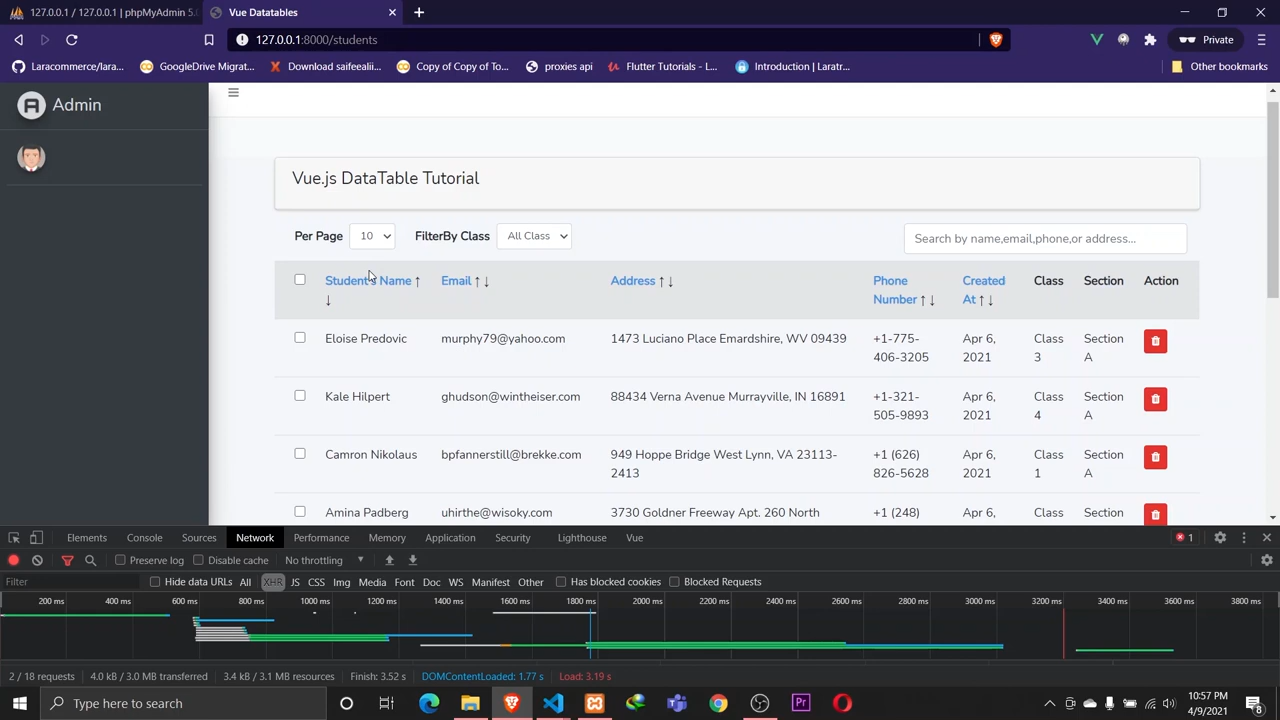 127.0.0.1 / 127.0.0.1 | phpMyAdmin 5.
Vue Datatables
127.0.0.1:8000/students
Private
Laracommerce/lara...
GoogleDrive Migrat...
Download saifeealii...
Copy of Copy of To...
proxies api
Flutter Tutorials - L...
Introduction | Laratr...
Other bookmarks
Admin
Vue.js DataTable Tutorial
Per Page 10 FilterBy Class All Class
Search by name,email,phone,or address...
Student's Name ↑ Email ↑ ↓ Address ↑ ↓ Phone Created Class Section Action
↓ Number ↑ ↓ At ↑ ↓
Eloise Predovic murphy79@yahoo.com 1473 Luciano Place Emardshire, WV 09439 +1-775- Apr 6, Class Section
406-3205 2021 3 A
Kale Hilpert ghudson@wintheiser.com 88434 Verna Avenue Murrayville, IN 16891 +1-321- Apr 6, Class Section
505-9893 2021 4 A
Camron Nikolaus bpfannerstill@brekke.com 949 Hoppe Bridge West Lynn, VA 23113- +1 (626) Apr 6, Class Section
2413 826-5628 2021 1 A
Amina Padberg uhirthe@wisoky.com 3730 Goldner Freeway Apt. 260 North +1 (248) Apr 6, Class Section
Elements Console Sources Network Performance Memory Application Security Lighthouse Vue 1
Preserve log Disable cache No throttling
Filter Hide data URLs All XHR JS CSS Img Media Font Doc WS Manifest Other Has blocked cookies Blocked Requests
200 ms 400 ms 600 ms 800 ms 1000 ms 1200 ms 1400 ms 1600 ms 1800 ms 2000 ms 2200 ms 2400 ms 2600 ms 2800 ms 3000 ms 3200 ms 3400 ms 3600 ms 3800 ms
2 / 18 requests 4.0 kB / 3.0 MB transferred 3.4 kB / 3.1 MB resources Finish: 3.52 s DOMContentLoaded: 1.77 s Load: 3.19 s
Type here to search
10:57 PM
4/9/2021
8